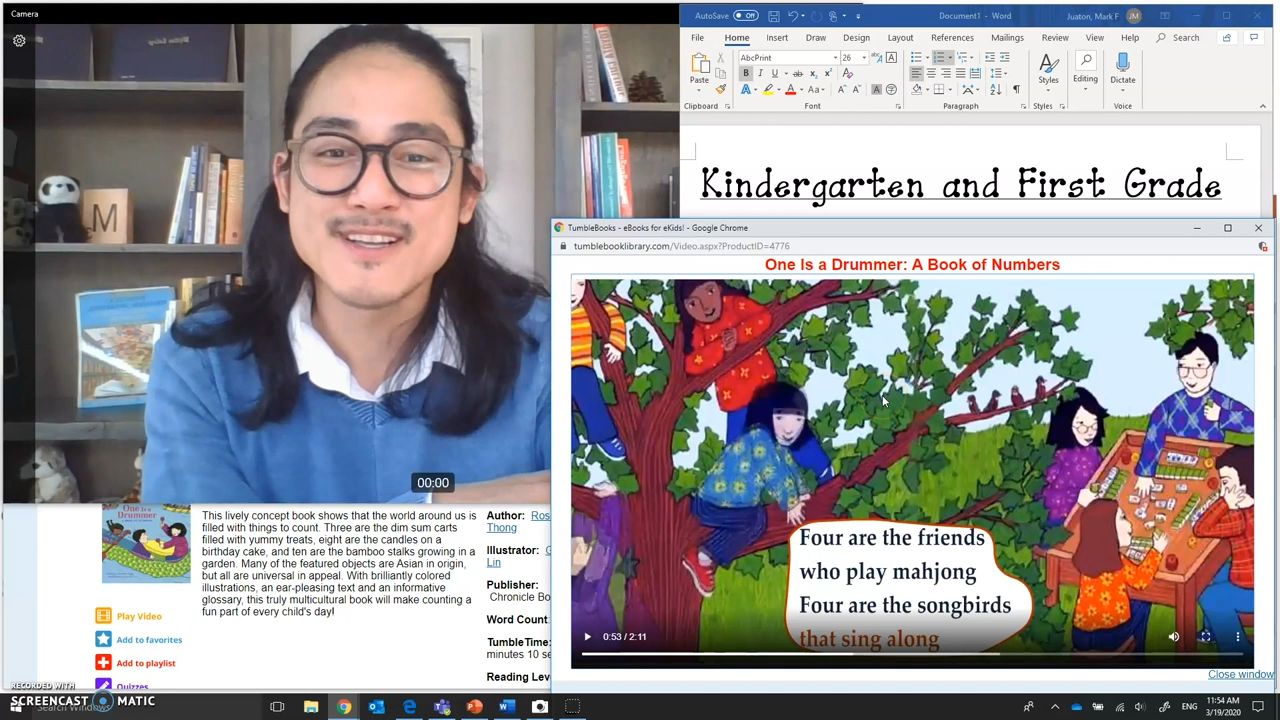 Camera
AutoSave Off
Document1 - Word
Juaton, Mark F
JM
File Home Insert Draw Design Layout References Mailings Review View Help Search
AbcPrint 26
Paste
Styles
Editing
Dictate
Clipboard Font Paragraph Styles Voice
Kindergarten and First Grade
M
00:00
TumbleBooks - eBooks for eKids! - Google Chrome
tumblebooklibrary.com/Video.aspx?ProductID=4776
One Is a Drummer: A Book of Numbers
Four are the friends
who play mahjong
Four are the songbirds
that sing along
0:53 / 2:11
Close window
One Is a
Drummer
This lively concept book shows that the world around us is
filled with things to count. Three are the dim sum carts
filled with yummy treats, eight are the candles on a
birthday cake, and ten are the bamboo stalks growing in a
garden. Many of the featured objects are Asian in origin,
but all are universal in appeal. With brilliantly colored
illustrations, an ear-pleasing text and an informative
glossary, this truly multicultural book will make counting a
fun part of every child's day!
Author: Ros
Thong
Illustrator: G
Lin
Publisher:
Chronicle Bo
Word Count
TumbleTime:
minutes 10 se
Reading Lev
Play Video
Add to favorites
Add to playlist
Quizzes
RECORDED WITH
SCREENCAST MATIC
Search Windows
ENG
11:54 AM
3/19/2020